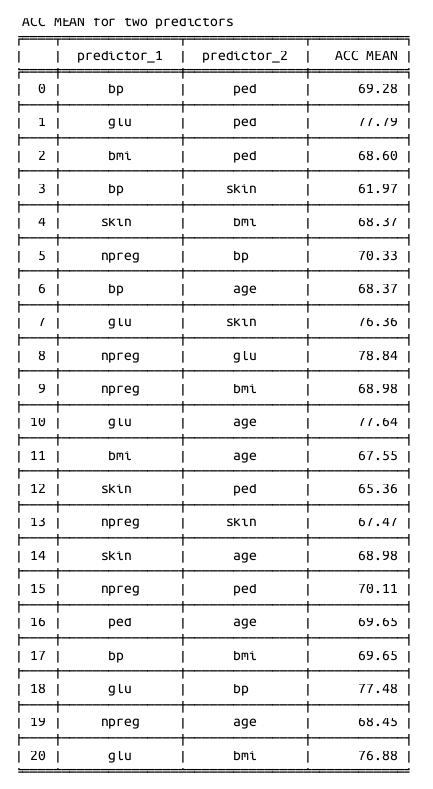 ACC MEAN for two predictors
predictor_1 predictor_2 ACC MEAN
0 bp ped 69.28
1 glu ped 77.79
2 bmi ped 68.60
3 bp skin 61.97
4 skin bmi 68.37
5 npreg bp 70.33
6 bp age 68.37
7 glu skin 76.36
8 npreg glu 78.84
9 npreg bmi 68.98
10 glu age 77.64
11 bmi age 67.55
12 skin ped 65.36
13 npreg skin 67.47
14 skin age 68.98
15 npreg ped 70.11
16 ped age 69.65
17 bp bmi 69.65
18 glu bp 77.48
19 npreg age 68.45
20 glu bmi 76.88